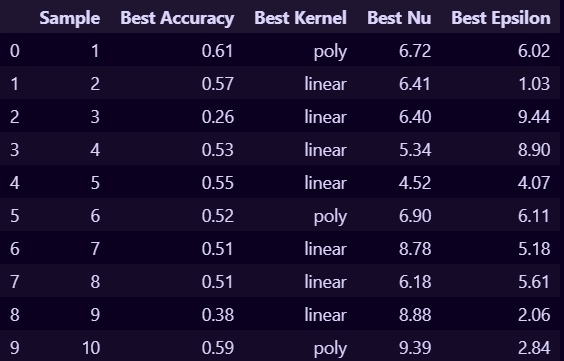 Sample Best Accuracy Best Kernel Best Nu Best Epsilon
0 1 0.61 poly 6.72 6.02
1 2 0.57 linear 6.41 1.03
2 3 0.26 linear 6.40 9.44
3 4 0.53 linear 5.34 8.90
4 5 0.55 linear 4.52 4.07
5 6 0.52 poly 6.90 6.11
6 7 0.51 linear 8.78 5.18
7 8 0.51 linear 6.18 5.61
8 9 0.38 linear 8.88 2.06
9 10 0.59 poly 9.39 2.84